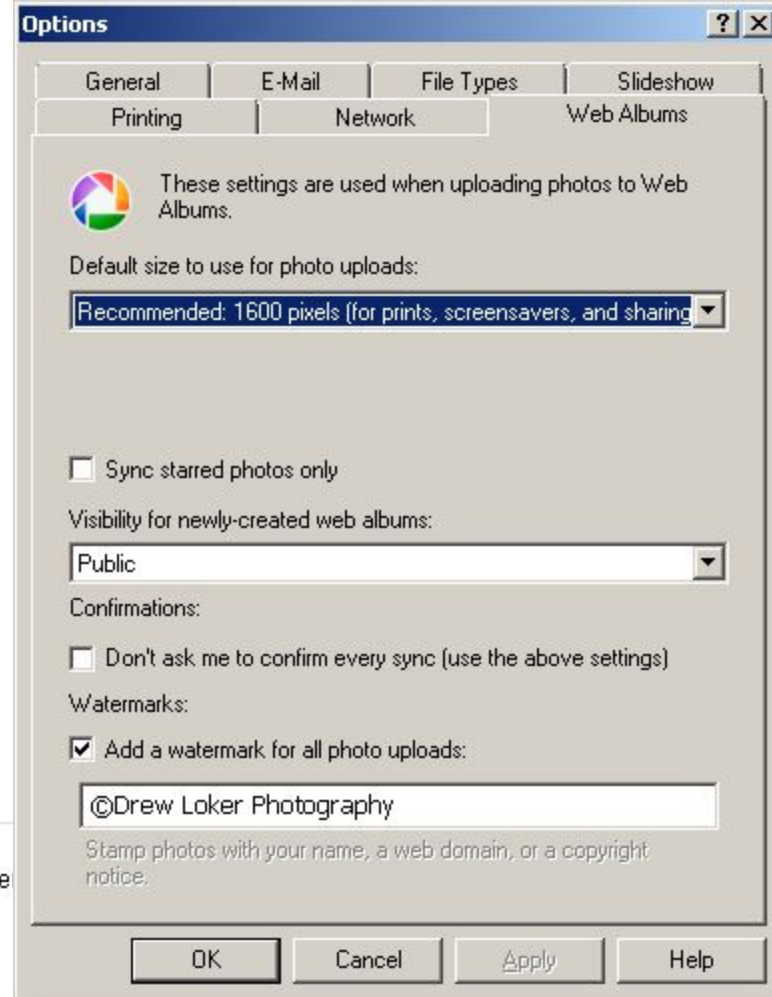 Options
General E-Mail File Types Slideshow
Printing Network Web Albums
These settings are used when uploading photos to Web
Albums.
Default size to use for photo uploads:
Recommended: 1600 pixels (for prints, screensavers, and sharing
Sync starred photos only
Visibility for newly-created web albums:
Public
Confirmations:
Don't ask me to confirm every sync (use the above settings)
Watermarks:
Add a watermark for all photo uploads:
©Drew Loker Photography
Stamp photos with your name, a web domain, or a copyright
notice.
OK Cancel Apply Help